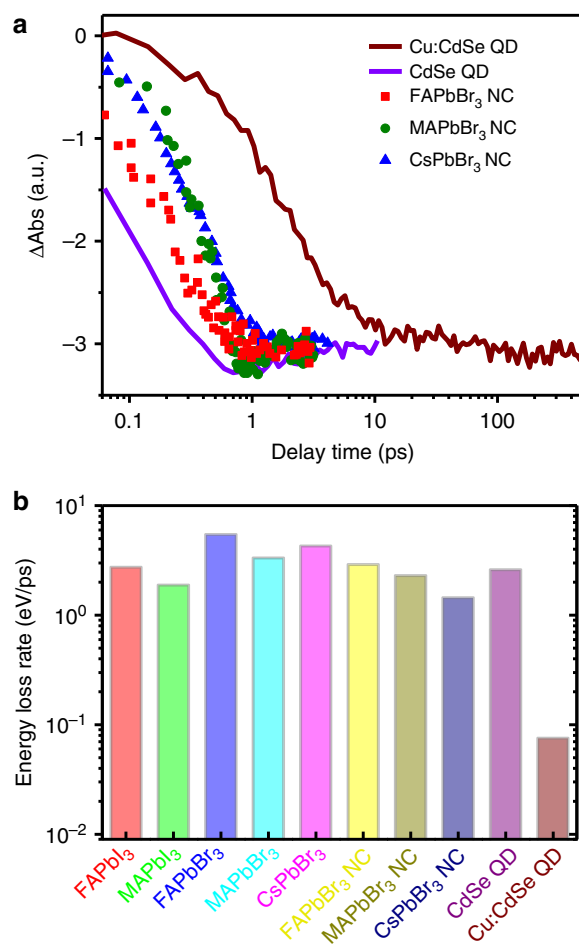 a
0
−1
−2
−3
ΔAbs (a.u.)
Cu:CdSe QD
CdSe QD
FAPbBr₃ NC
MAPbBr₃ NC
CsPbBr₃ NC
0.1 1 10 100
Delay time (ps)
b
10¹
10⁰
10⁻¹
10⁻²
Energy loss rate (eV/ps)
FAPbI₃
MAPbI₃
FAPbBr₃
MAPbBr₃
CsPbBr₃
FAPbBr₃ NC
MAPbBr₃ NC
CsPbBr₃ NC
CdSe QD
Cu:CdSe QD